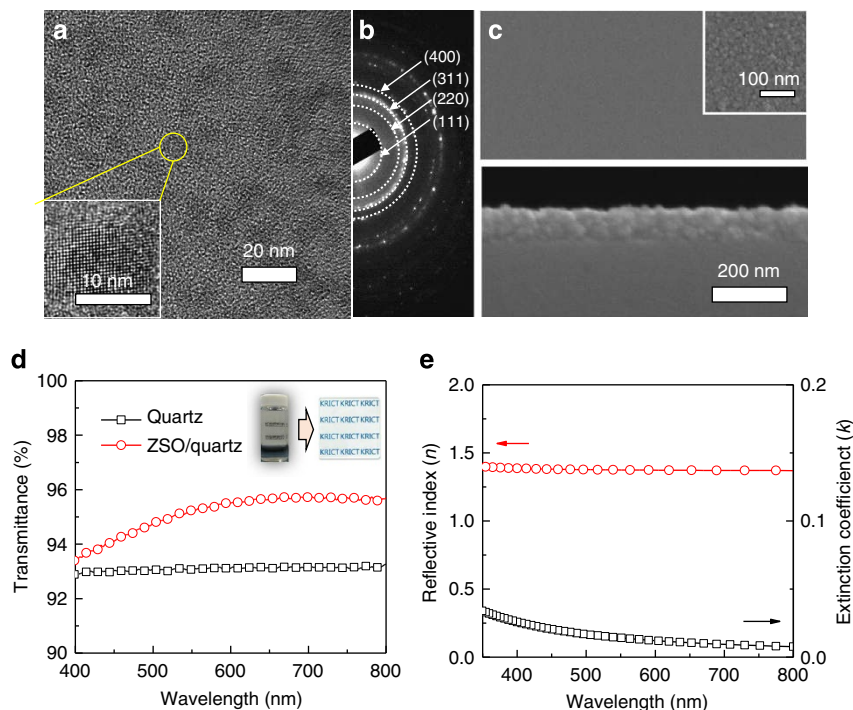 a
20 nm
10 nm
b
(400)
(311)
(220)
(111)
c
100 nm
200 nm
d
100
98
96
94
92
90
Transmittance (%)
Quartz
ZSO/quartz
KRICT KRICT KRICT
KRICT KRICT KRICT
KRICT KRICT KRICT
KRICT KRICT KRICT
400
500
600
700
800
Wavelength (nm)
e
2.0
1.5
1.0
0.5
0.0
Reflective index (n)
0.2
0.1
0.0
Extinction coefficienct (k)
400
500
600
700
800
Wavelength (nm)